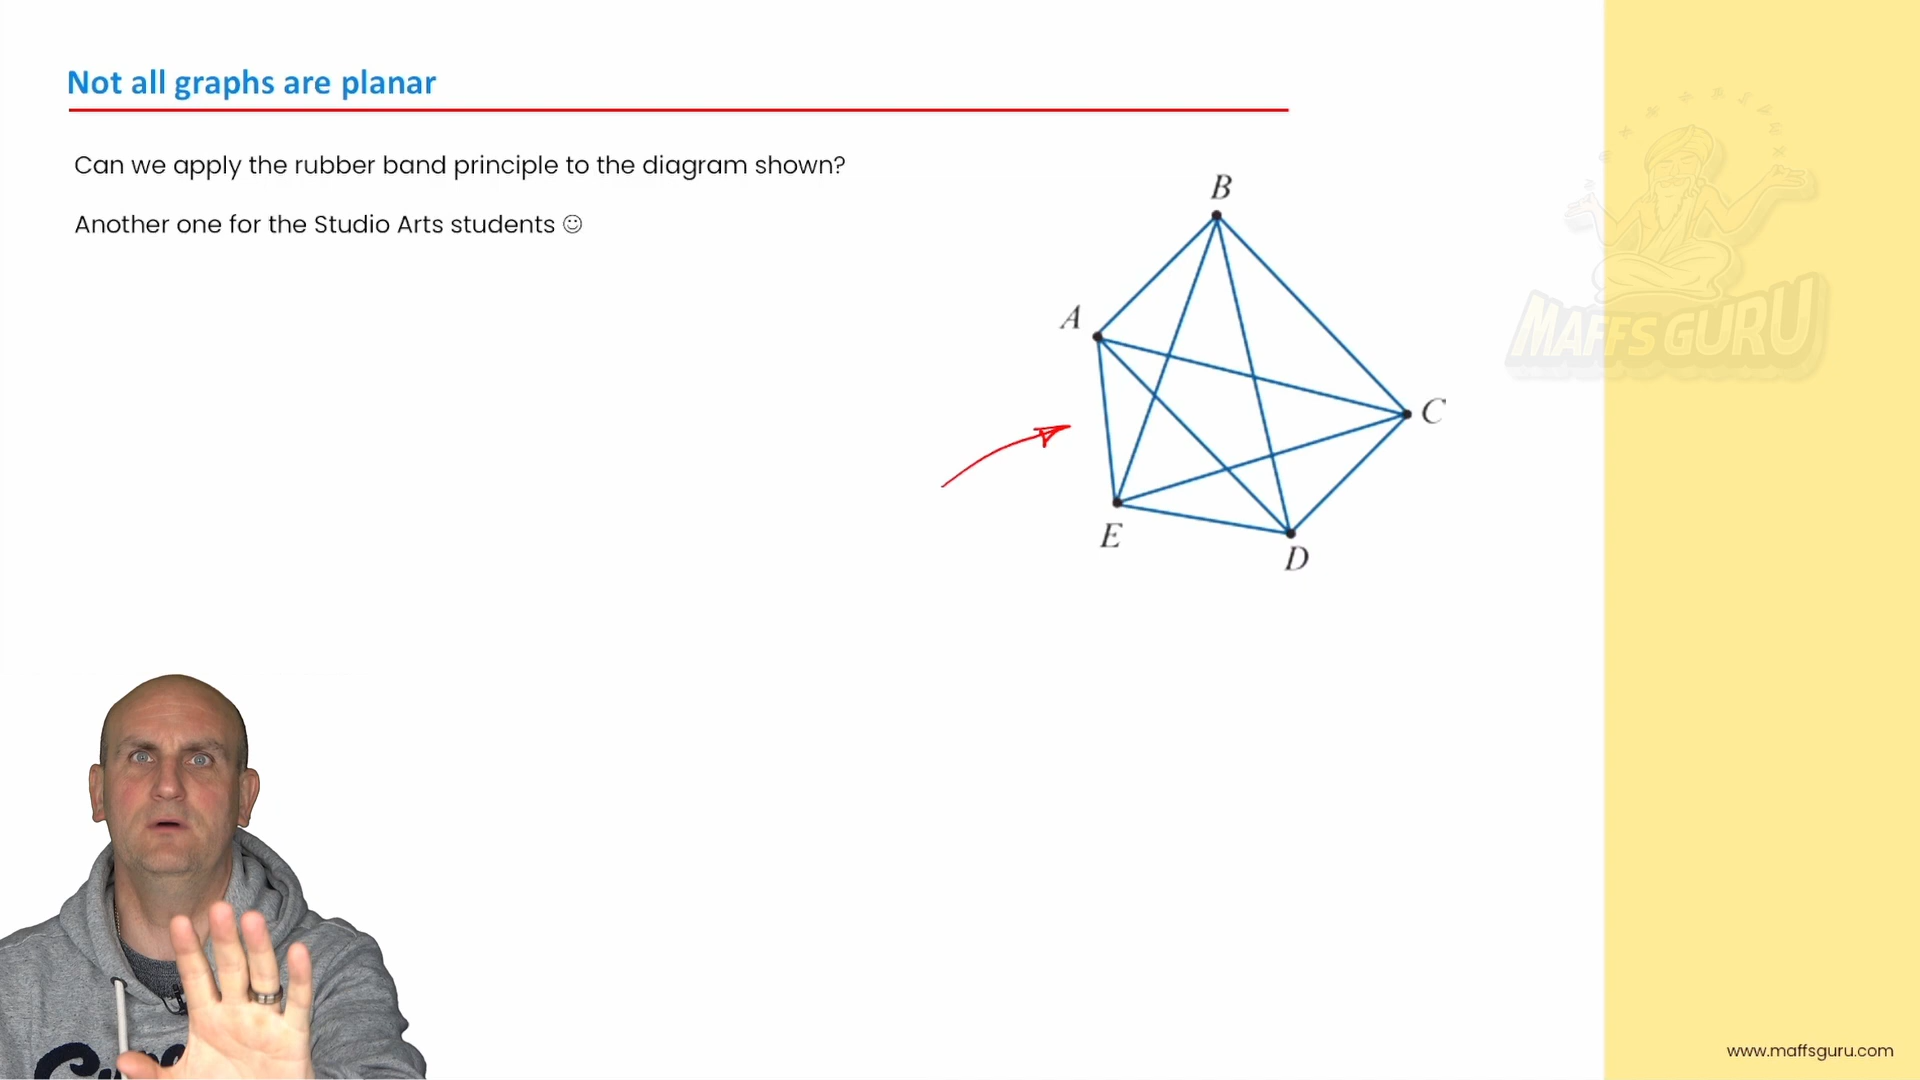 Not all graphs are planar
Can we apply the rubber band principle to the diagram shown?
Another one for the Studio Arts students ☺
B
A
C
E
D
MAFFS GURU
www.maffsguru.com